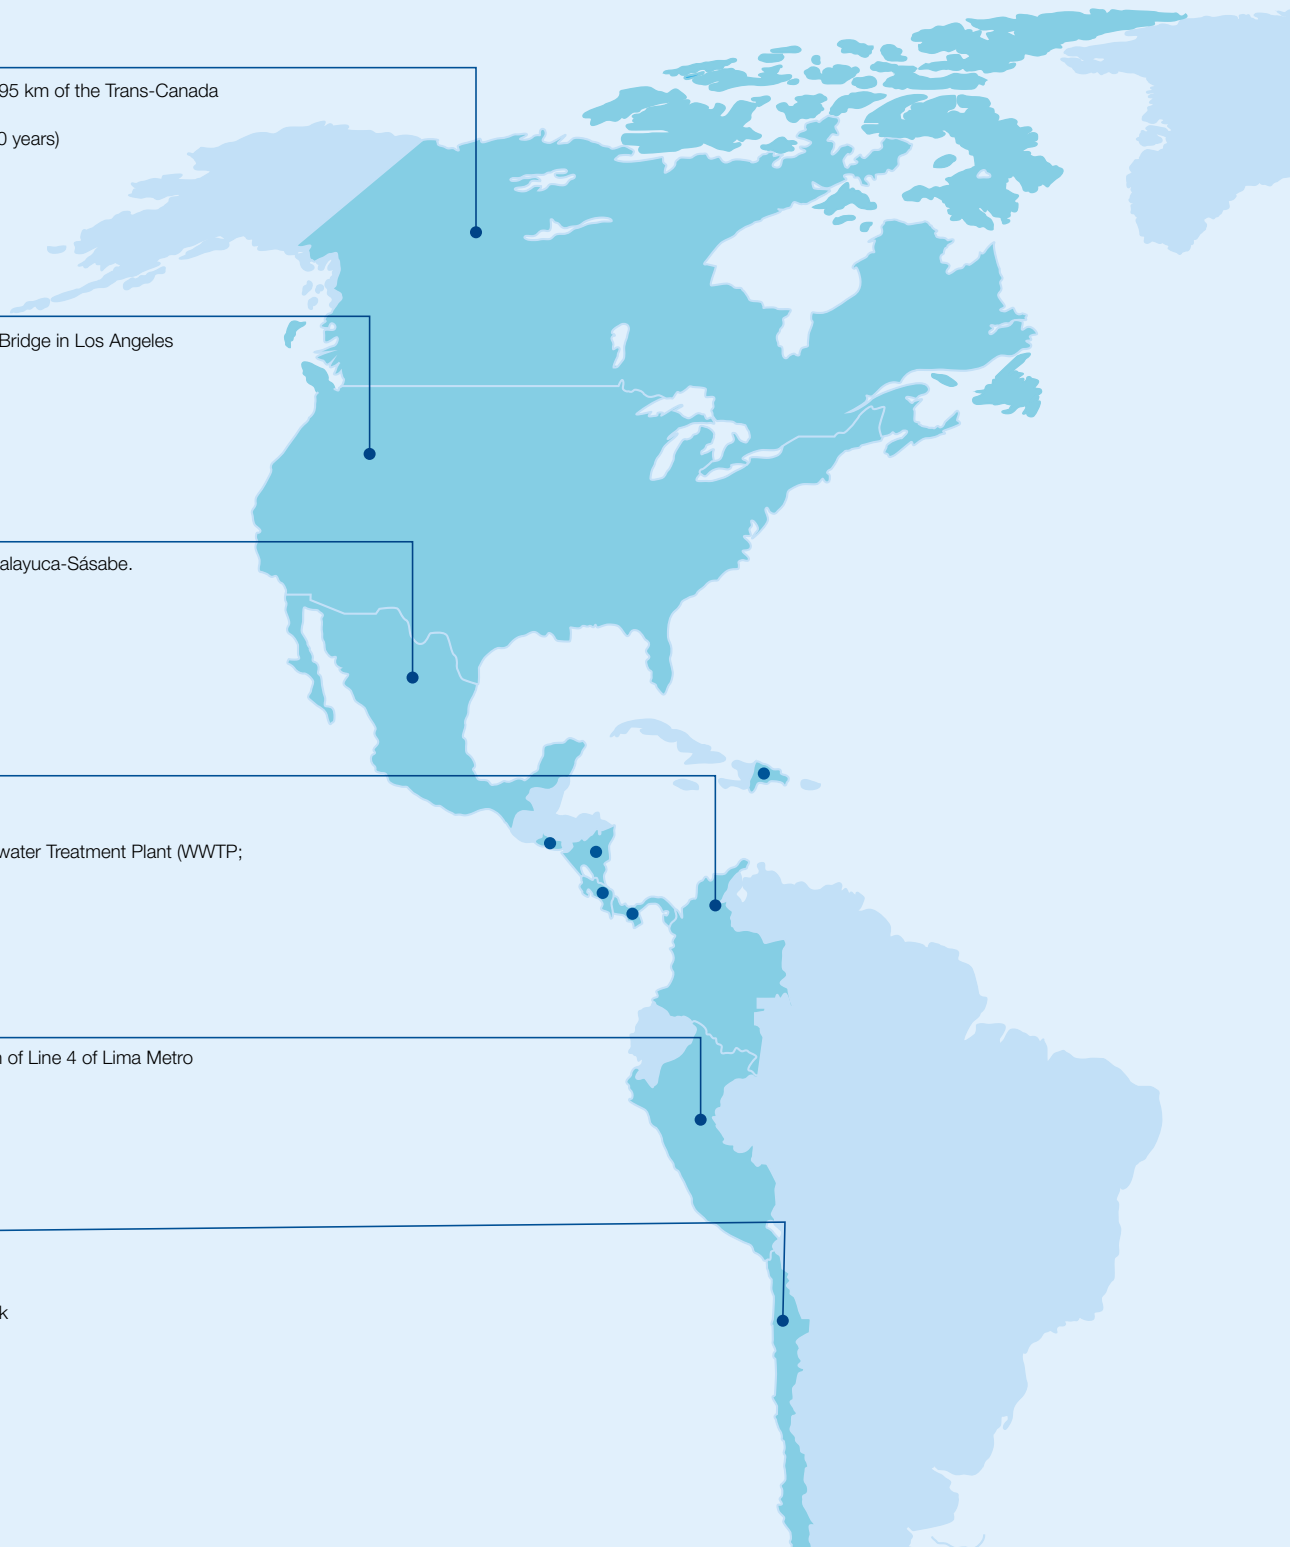 95 km of the Trans-Canada
0 years)
Bridge in Los Angeles
alayuca-Sásabe.
water Treatment Plant (WWTP;
of Line 4 of Lima Metro
k